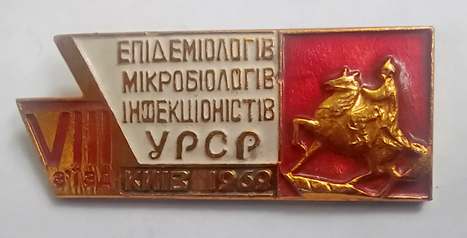 VIII
з'їзд
ЕПІДЕМІОЛОГІВ
МІКРОБІОЛОГІВ
ІНФЕКЦІОНІСТІВ
УРСР
КИЇВ 1969